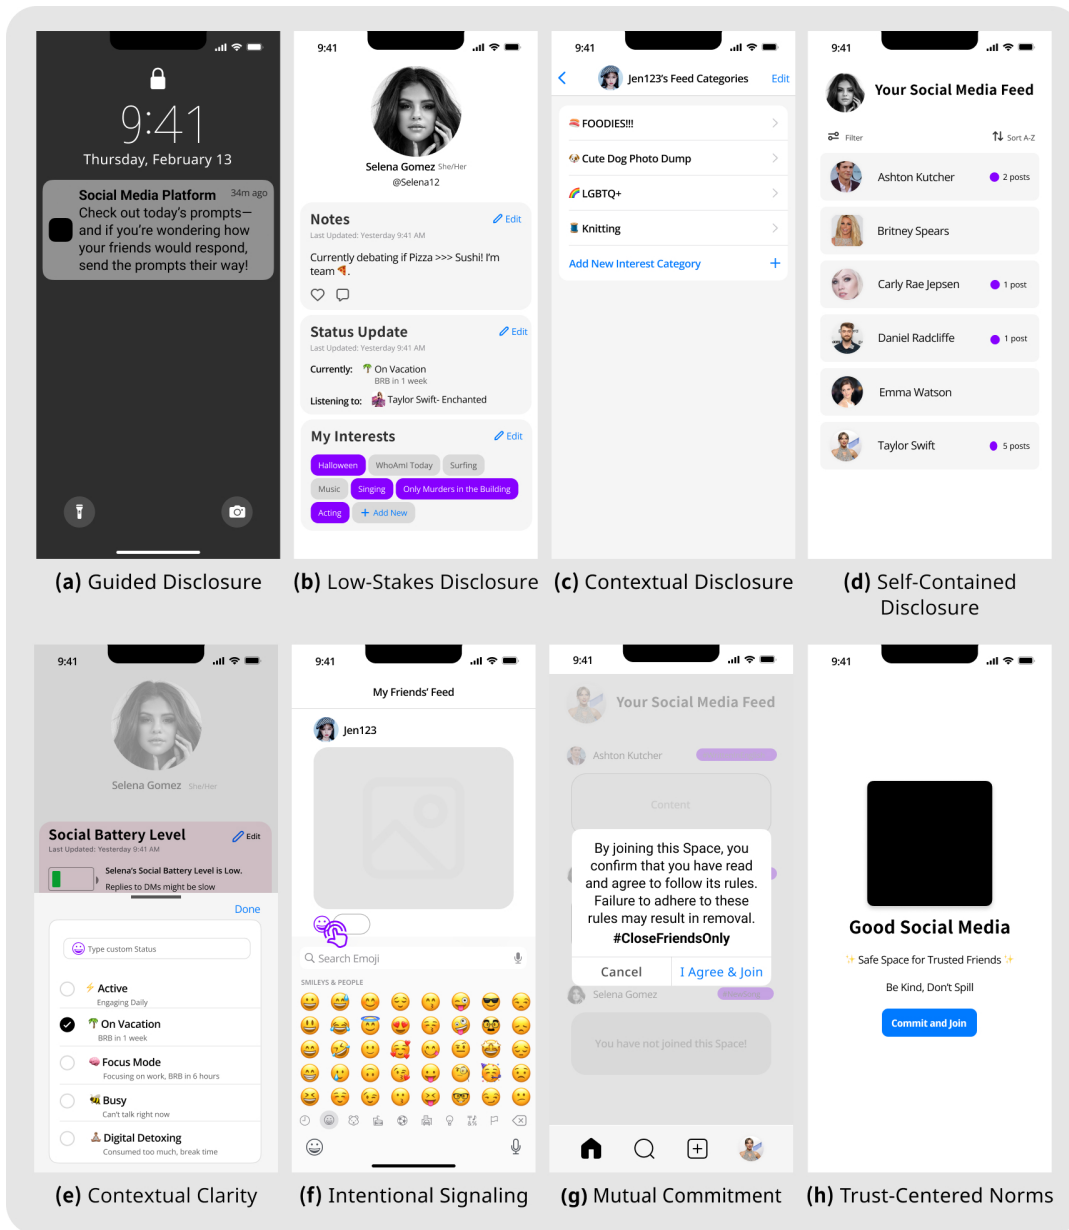 9:41
Thursday, February 13
Social Media Platform 34m ago
Check out today's prompts—
and if you're wondering how
your friends would respond,
send the prompts their way!
(a) Guided Disclosure
9:41
Selena Gomez She/Her
@Selena12
Notes Edit
Last Updated: Yesterday 9:41 AM
Currently debating if Pizza >>> Sushi! I'm
team 🍕.
Status Update Edit
Last Updated: Yesterday 9:41 AM
Currently: 🌴 On Vacation
BRB in 1 week
Listening to: Taylor Swift- Enchanted
My Interests Edit
Halloween WhoAmI Today Surfing
Music Singing Only Murders in the Building
Acting + Add New
(b) Low-Stakes Disclosure
9:41
Jen123's Feed Categories Edit
🍣 FOODIES!!!
🐶 Cute Dog Photo Dump
🌈 LGBTQ+
🧵 Knitting
Add New Interest Category +
(c) Contextual Disclosure
9:41
Your Social Media Feed
Filter Sort A-Z
Ashton Kutcher 2 posts
Britney Spears
Carly Rae Jepsen 1 post
Daniel Radcliffe 1 post
Emma Watson
Taylor Swift 5 posts
(d) Self-Contained
Disclosure
9:41
Selena Gomez She/Her
Social Battery Level Edit
Last Updated: Yesterday 9:41 AM
Selena's Social Battery Level is Low.
Replies to DMs might be slow
Done
Type custom Status
⚡ Active
Engaging Daily
🌴 On Vacation
BRB in 1 week
🧠 Focus Mode
Focusing on work, BRB in 6 hours
🐝 Busy
Can't talk right now
Digital Detoxing
Consumed too much, break time
(e) Contextual Clarity
9:41
My Friends' Feed
Jen123
Search Emoji
SMILEYS & PEOPLE
(f) Intentional Signaling
9:41
Your Social Media Feed
Ashton Kutcher
Content
By joining this Space, you
confirm that you have read
and agree to follow its rules.
Failure to adhere to these
rules may result in removal.
#CloseFriendsOnly
Cancel I Agree & Join
Selena Gomez
You have not joined this Space!
(g) Mutual Commitment
9:41
Good Social Media
✨ Safe Space for Trusted Friends ✨
Be Kind, Don't Spill
Commit and Join
(h) Trust-Centered Norms